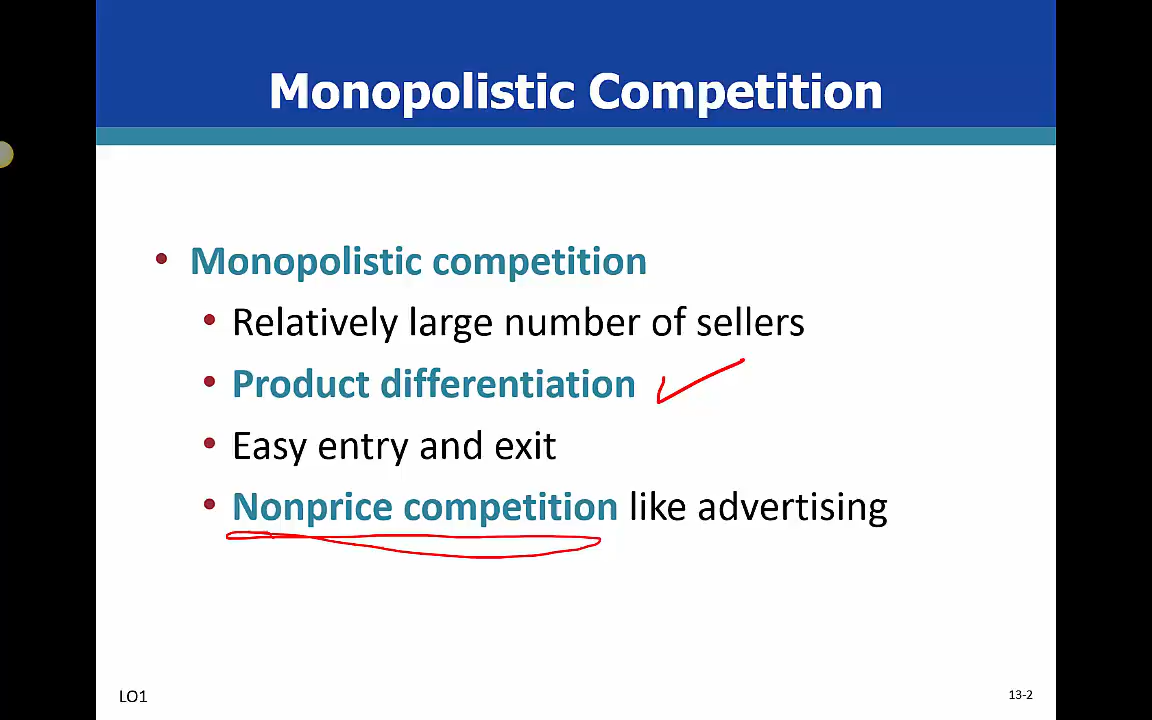 Monopolistic Competition
• Monopolistic competition
• Relatively large number of sellers
• Product differentiation
• Easy entry and exit
• Nonprice competition like advertising
LO1
13-2